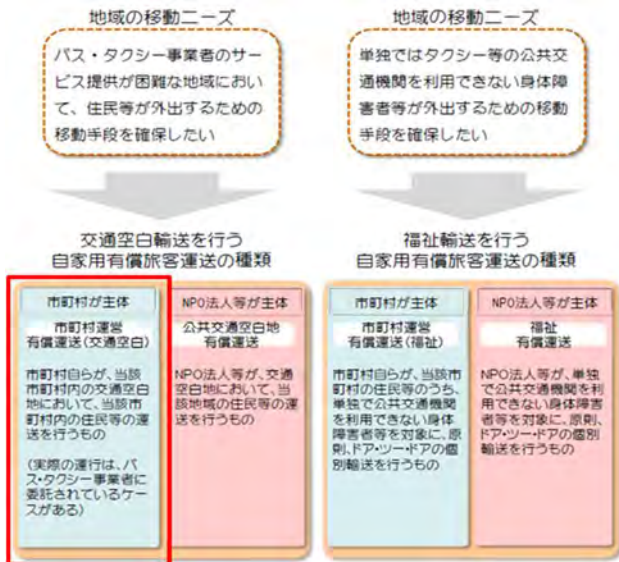 地域の移動ニーズ
バス・タクシー事業者のサー
ビス提供が困難な地域におい
て、住民等が外出するための
移動手段を確保したい
交通空白輸送を行う
自家用有償旅客運送の種類
市町村が主体
市町村運営
有償運送(交通空白)
市町村自らが、当該
市町村内の交通空白
地において、当該市
町村内の住民等の運
送を行うもの
(実際の運行は、バ
ス・タクシー事業者に
委託されているケー
スがある)
NPO法人等が主体
公共交通空白地
有償運送
NPO法人等が、交通
空白地において、当
該地域の住民等の運
送を行うもの
地域の移動ニーズ
単独ではタクシー等の公共交
通機関を利用できない身体障
害者等が外出するための移動
手段を確保したい
福祉輸送を行う
自家用有償旅客運送の種類
市町村が主体
市町村運営
有償運送(福祉)
市町村自らが、当該市
町村の住民等のうち、
単独で公共交通機関
を利用できない身体
障害者等を対象に、原
則、ドア・ツー・ドアの個
別輸送を行うもの
NPO法人等が主体
福祉
有償運送
NPO法人等が、単独
で公共交通機関を利
用できない身体障害
者等を対象に、原則、
ドア・ツー・ドアの個別
輸送を行うもの